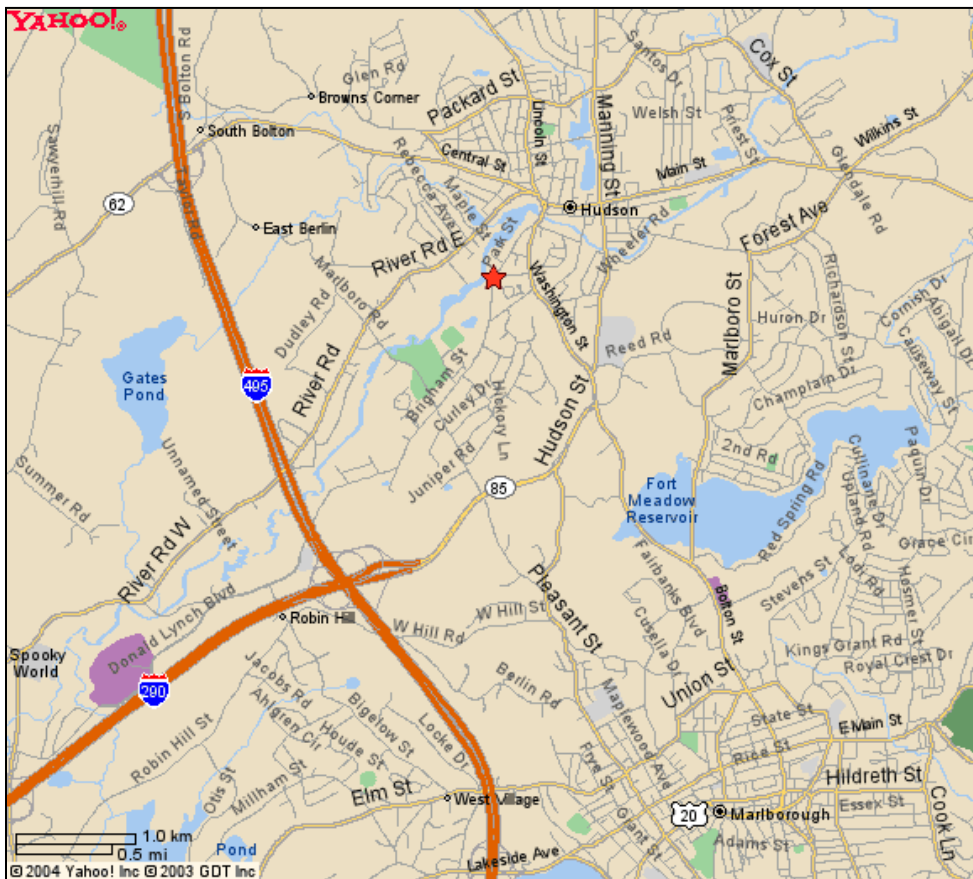 YAHOO!®
S Bolton Rd
Glen Rd
Browns Corner
Packard St
Santos Dr
Cox St
Lincoln St
Manning St
Welsh St
Priest St
Wilkins St
South Bolton
Central St
Main St
Glendale Rd
Sawyerhill Rd
62
Taylor Rd
Rebecca Ave
Maple St
Park St
Hudson
East Berlin
River Rd E
Wheeler Rd
Forest Ave
Marlboro Rd
Washington St
Marlboro St
Richardson St
Cornish Dr
Abigail Dr
Causeway St
Huron Dr
Reed Rd
Dudley Rd
River Rd
Gates
Pond
495
Brigham St
Curley Dr
Hickory Ln
Hudson St
Champlain Dr
2nd Rd
Unnamed Street
Summer Rd
Juniper Rd
85
Fort
Meadow
Reservoir
Red Spring Rd
Cullinane Dr
Upland Rd
Paquin Dr
Grace Cir
River Rd W
Donald Lynch Blvd
Robin Hill
W Hill Rd
W Hill St
Pleasant St
Fairbanks Blvd
Bolton St
Stevens St
Lodi Rd
Hosmer St
Cusella Dr
Kings Grant Rd
Royal Crest Dr
Spooky
World
290
Jacobs Rd
Ahlgren Cir
Bigelow St
Houde St
Locke Dr
Berlin Rd
Union St
Maplewood Ave
State St
E Main St
Rice St
Robin Hill St
Otis St
Millham St
Elm St
West Village
Frye St
Hildreth St
Essex St
Cook Ln
20
Marlborough
Giant St
Adams St
Lakeside Ave
Pond
1.0 km
0.5 mi
© 2004 Yahoo! Inc © 2003 GDT Inc